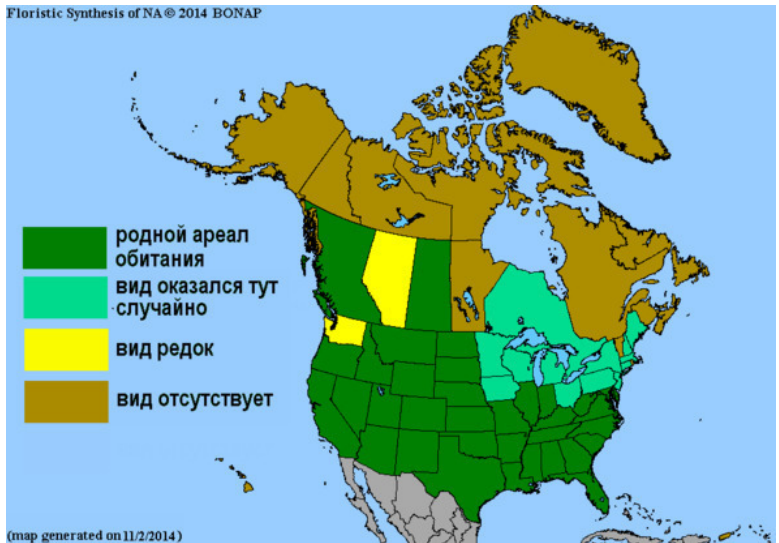 Floristic Synthesis of NA © 2014 BONAP
родной ареал
обитания
вид оказался тут
случайно
вид редок
вид отсутствует
(map generated on 11/2/2014)